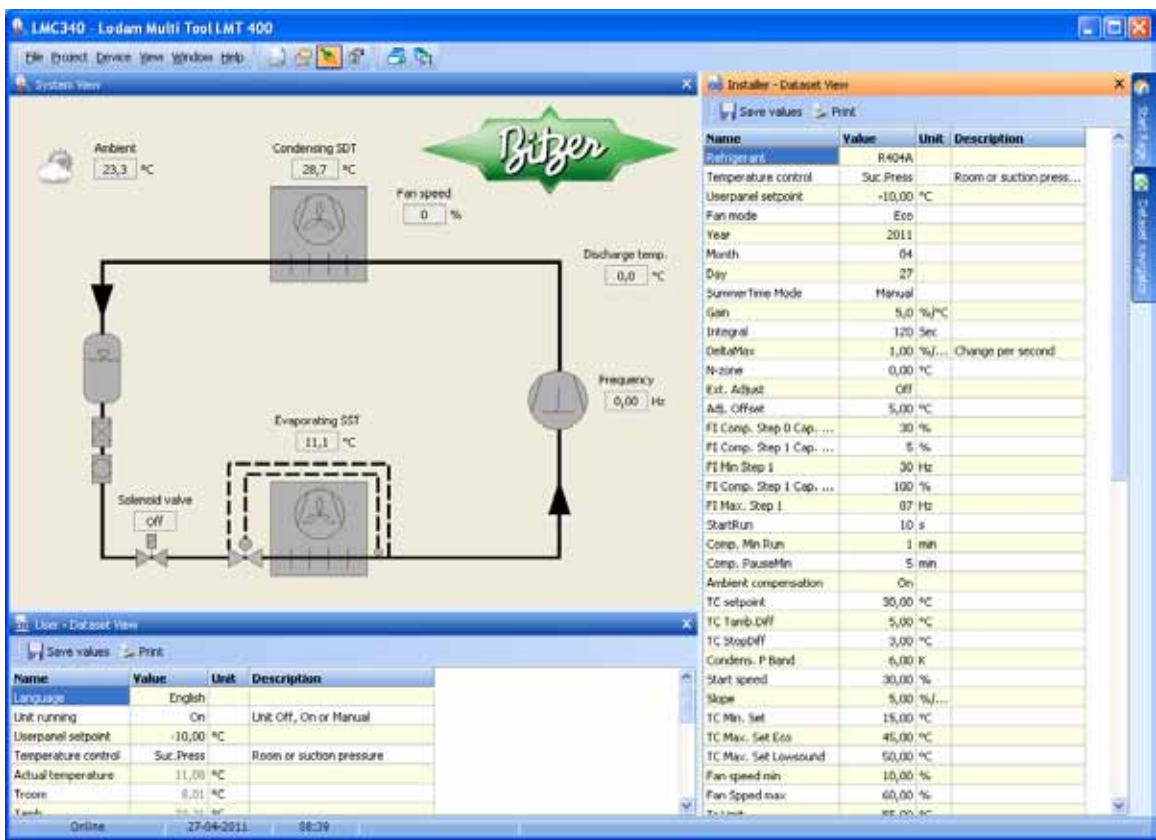 LMC340 - Lodam Multi Tool LMT 400
File Project Device View Window Help
System View
Ambient
23,3 °C
Condensing SDT
28,7 °C
Bitzer
Fan speed
0 %
Discharge temp.
0,0 °C
Frequency
0,00 Hz
Evaporating SST
11,1 °C
Solenoid valve
Off
User - Dataset View
Save values Print
Name Value Unit Description
Language English
Unit running On Unit Off, On or Manual
Userpanel setpoint -10,00 °C
Temperature control Suc.Press Room or suction pressure
Actual temperature 11,08 °C
Troom 8,01 °C
Tamb
Online 27-04-2011 08:39
Installer - Dataset View
Save values Print
Name Value Unit Description
Refrigerant R404A
Temperature control Suc.Press Room or suction press...
Userpanel setpoint -10,00 °C
Fan mode Eco
Year 2011
Month 04
Day 27
SummerTime Mode Manual
Gain 5,0 %/°C
Integral 120 Sec
DeltaMax 1,00 %/... Change per second
N-zone 0,00 °C
Ext. Adjust Off
Adj. Offset 5,00 °C
FI Comp. Step 0 Cap. ... 30 %
FI Comp. Step 1 Cap. ... 5 %
FI Min Step 1 30 Hz
FI Comp. Step 1 Cap. ... 100 %
FI Max. Step 1 87 Hz
StartRun 10 s
Comp. Min Run 1 min
Comp. PauseMin 5 min
Ambient compensation On
TC setpoint 30,00 °C
TC Tamb.Diff 5,00 °C
TC StopDiff 3,00 °C
Condens. P Band 6,00 K
Start speed 30,00 %
Slope 5,00 %/...
TC Min. Set 15,00 °C
TC Max. Set Eco 45,00 °C
TC Max. Set Lowsound 50,00 °C
Fan speed min 10,00 %
Fan Spped max 60,00 %
Start Page
Dataset Navigator